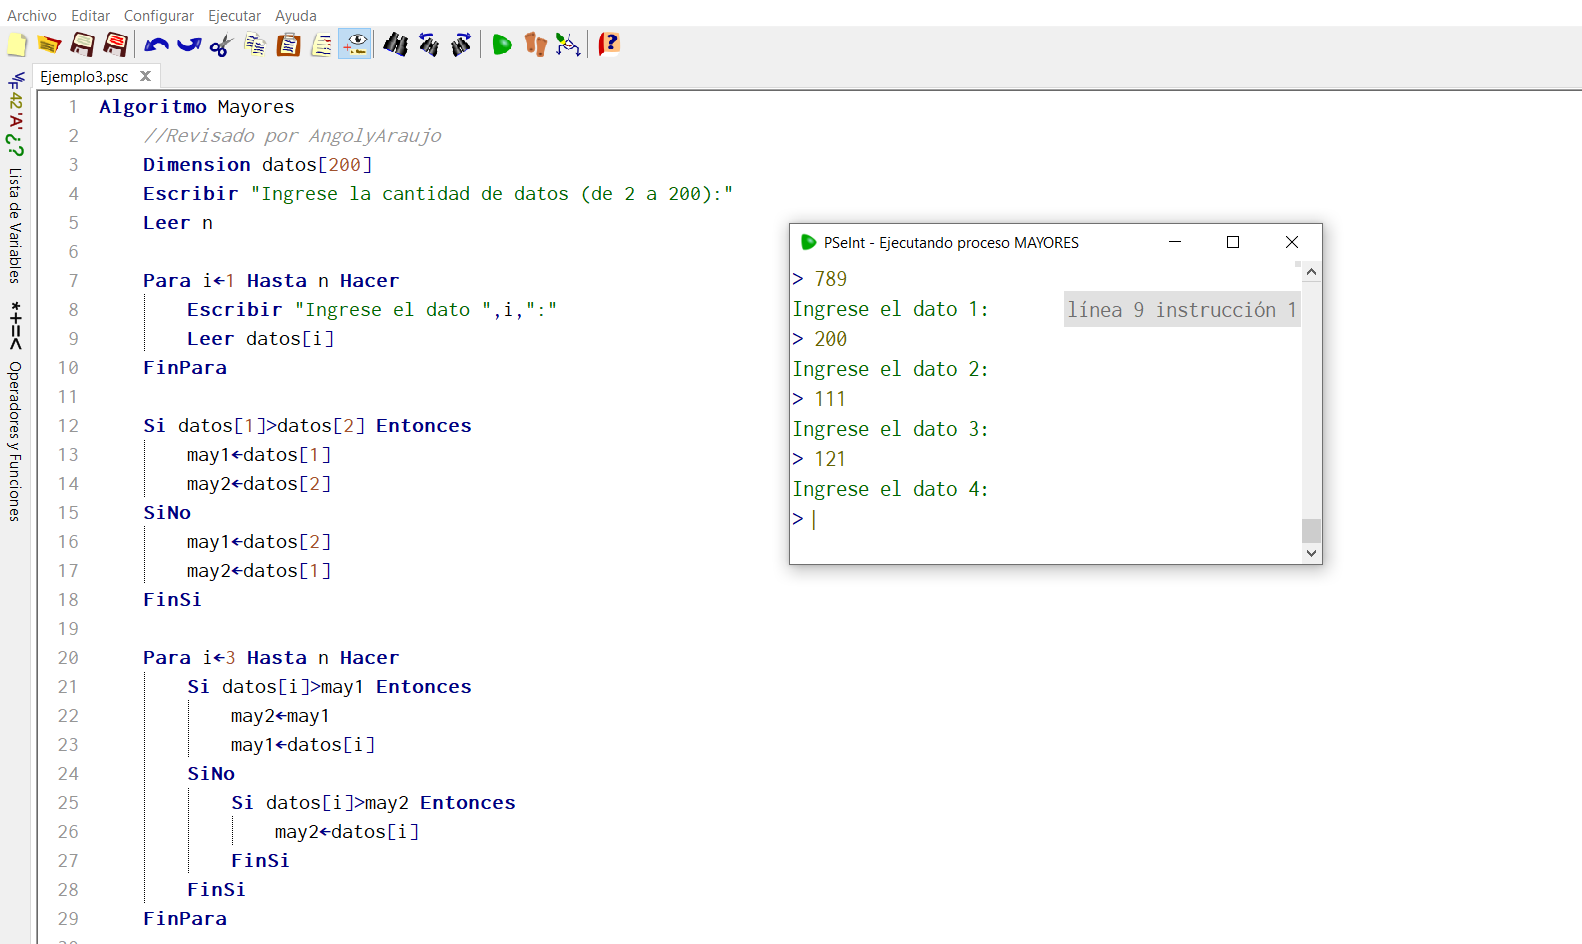 Archivo Editar Configurar Ejecutar Ayuda
Ejemplo3.psc
Lista de Variables
*+=<
Operadores y Funciones
V/F
42
'A'
¿?
1 Algoritmo Mayores
2 //Revisado por AngolyAraujo
3 Dimension datos[200]
4 Escribir "Ingrese la cantidad de datos (de 2 a 200):"
5 Leer n
6
7 Para i←1 Hasta n Hacer
8 Escribir "Ingrese el dato ",i,":"
9 Leer datos[i]
10 FinPara
11
12 Si datos[1]>datos[2] Entonces
13 may1←datos[1]
14 may2←datos[2]
15 SiNo
16 may1←datos[2]
17 may2←datos[1]
18 FinSi
19
20 Para i←3 Hasta n Hacer
21 Si datos[i]>may1 Entonces
22 may2←may1
23 may1←datos[i]
24 SiNo
25 Si datos[i]>may2 Entonces
26 may2←datos[i]
27 FinSi
28 FinSi
29 FinPara
PSeInt - Ejecutando proceso MAYORES
> 789
Ingrese el dato 1:
línea 9 instrucción 1
> 200
Ingrese el dato 2:
> 111
Ingrese el dato 3:
> 121
Ingrese el dato 4:
>